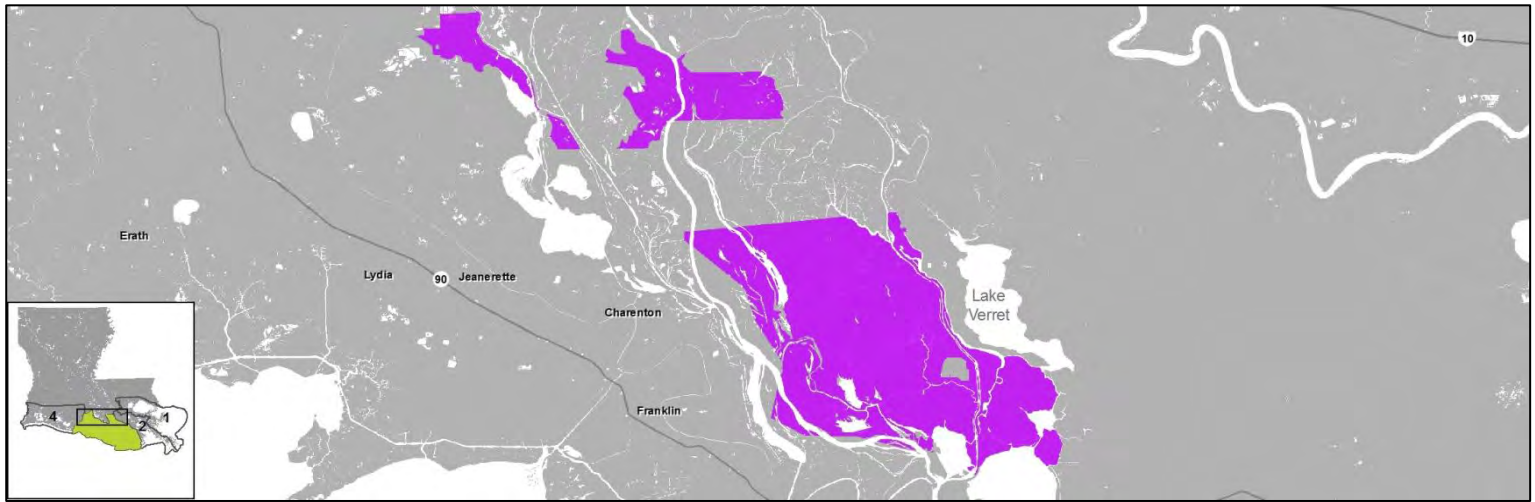 10
Erath
Lydia
90
Jeanerette
Charenton
Lake
Verret
Franklin
4
1
2